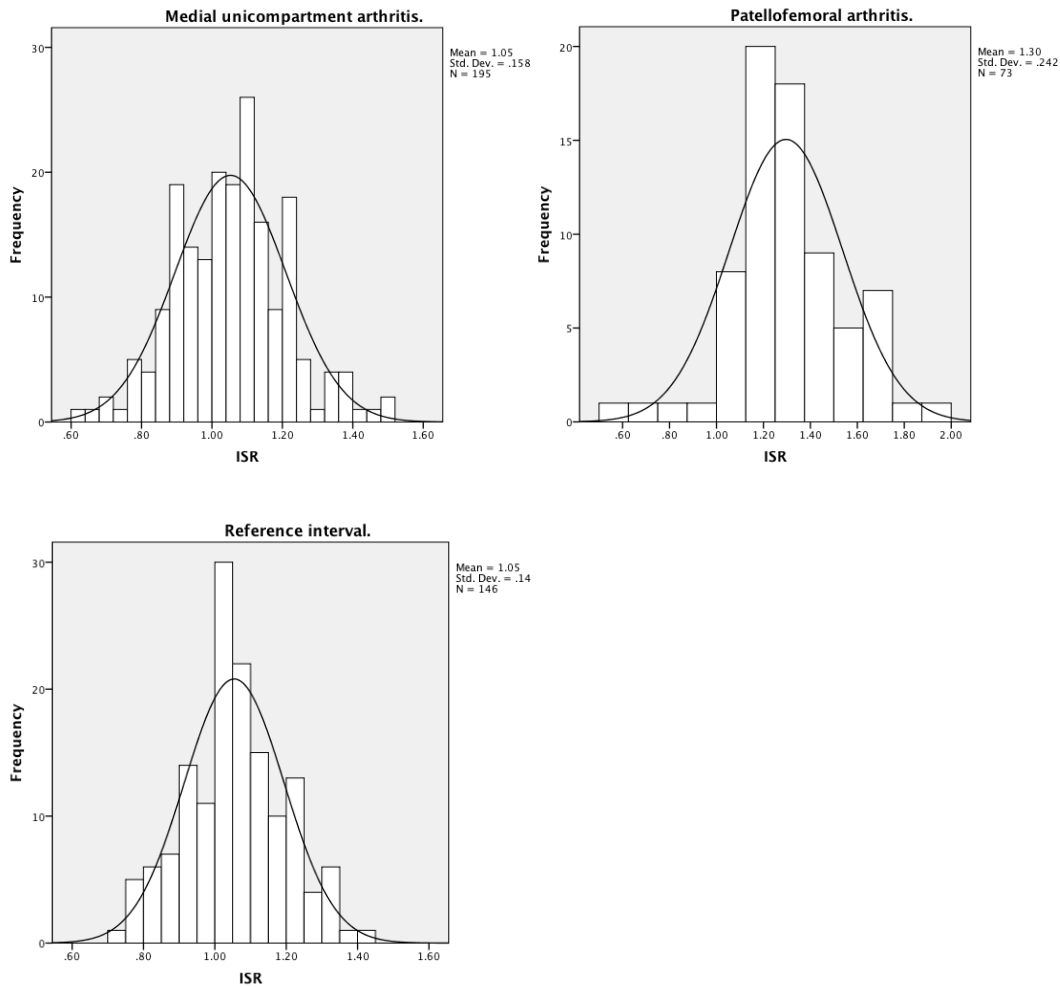 Medial unicompartment arthritis.
Mean = 1.05
Std. Dev. = .158
N = 195
Frequency
30
20
10
0
.60 .80 1.00 1.20 1.40 1.60
ISR
Patellofemoral arthritis.
Mean = 1.30
Std. Dev. = .242
N = 73
Frequency
20
15
10
5
0
.60 .80 1.00 1.20 1.40 1.60 1.80 2.00
ISR
Reference interval.
Mean = 1.05
Std. Dev. = .14
N = 146
Frequency
30
20
10
0
.60 .80 1.00 1.20 1.40 1.60
ISR